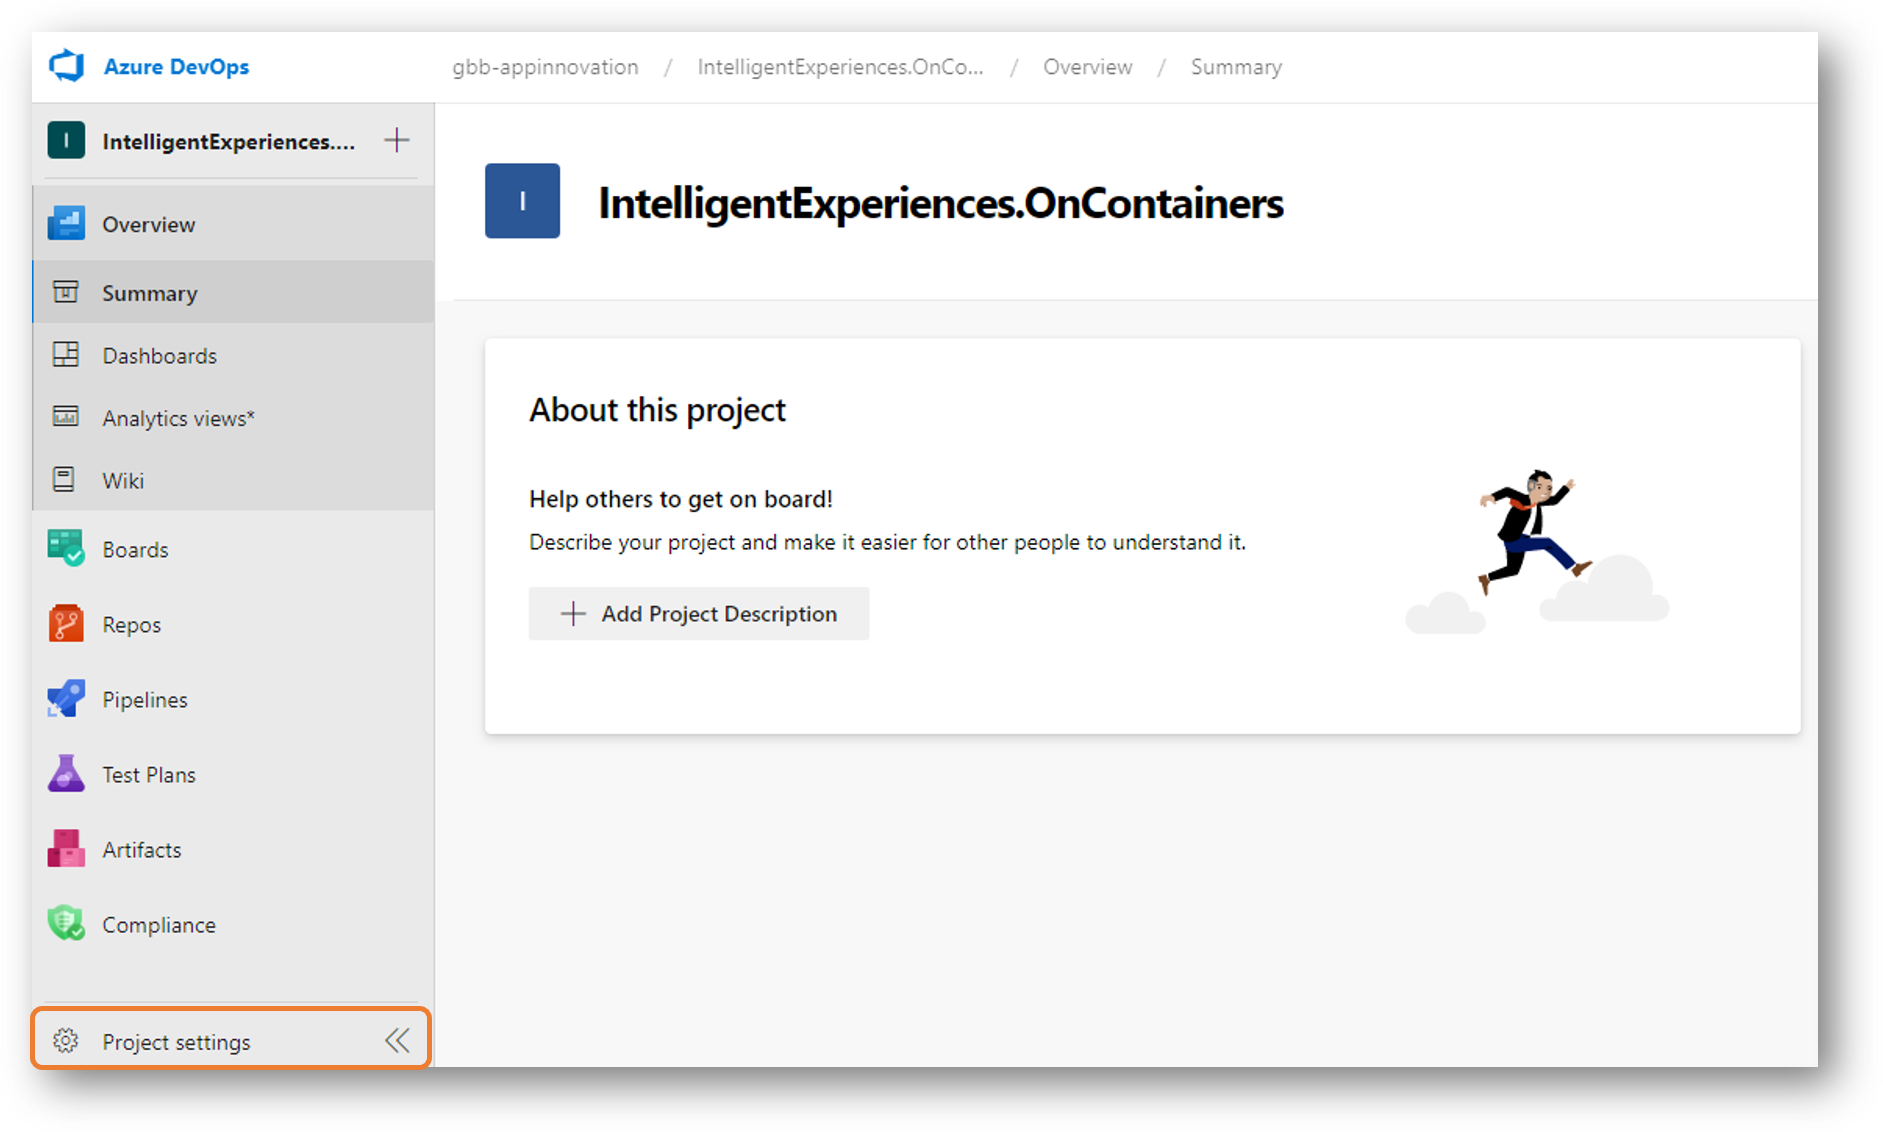 Azure DevOps
gbb-appinnovation / IntelligentExperiences.OnCo... / Overview / Summary
I IntelligentExperiences.... +
Overview
Summary
Dashboards
Analytics views*
Wiki
Boards
Repos
Pipelines
Test Plans
Artifacts
Compliance
Project settings
I IntelligentExperiences.OnContainers
About this project
Help others to get on board!
Describe your project and make it easier for other people to understand it.
+ Add Project Description